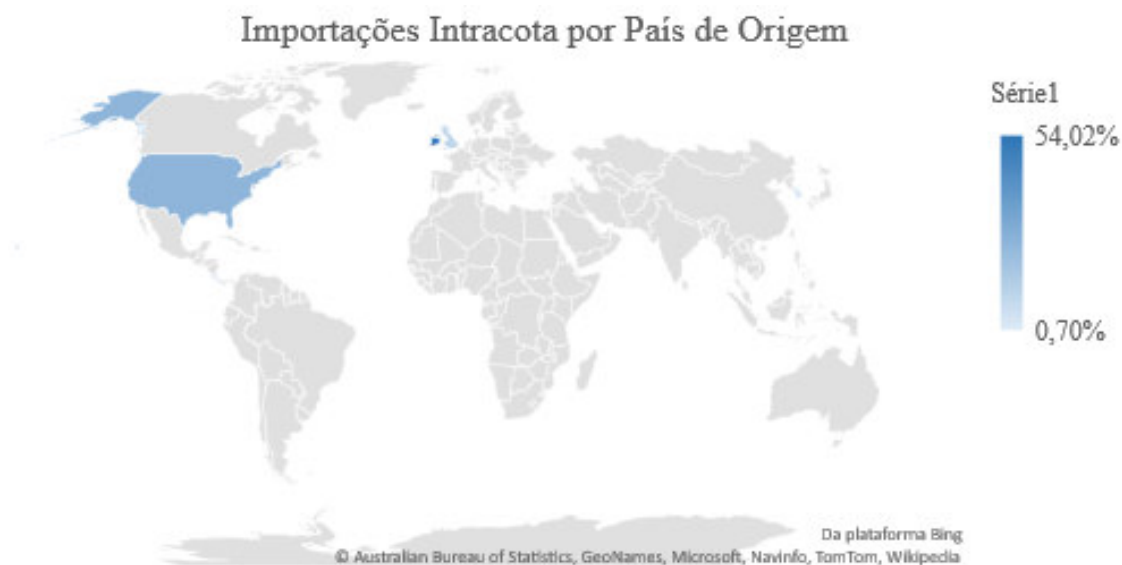 Importações Intracota por País de Origem
Série1
54,02%
0,70%
Da plataforma Bing
© Australian Bureau of Statistics, GeoNames, Microsoft, Navinfo, TomTom, Wikipedia